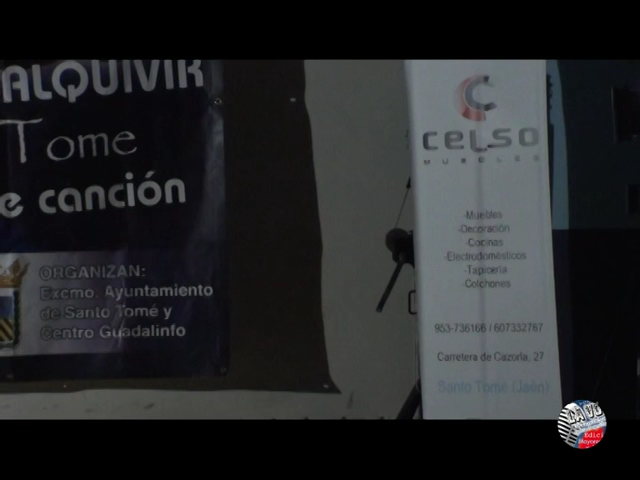 ALQUIVIR
Tome
e canción
ORGANIZAN:
Excmo. Ayuntamiento
de Santo Tomé y
Centro Guadalinfo
C
CELSO
MUEBLES
-Muebles
-Decoración
-Cocinas
-Electrodomésticos
-Tapicería
-Colchones
953-736166 / 607332767
Carretera de Cazorla, 27
Santo Tomé (Jaén)